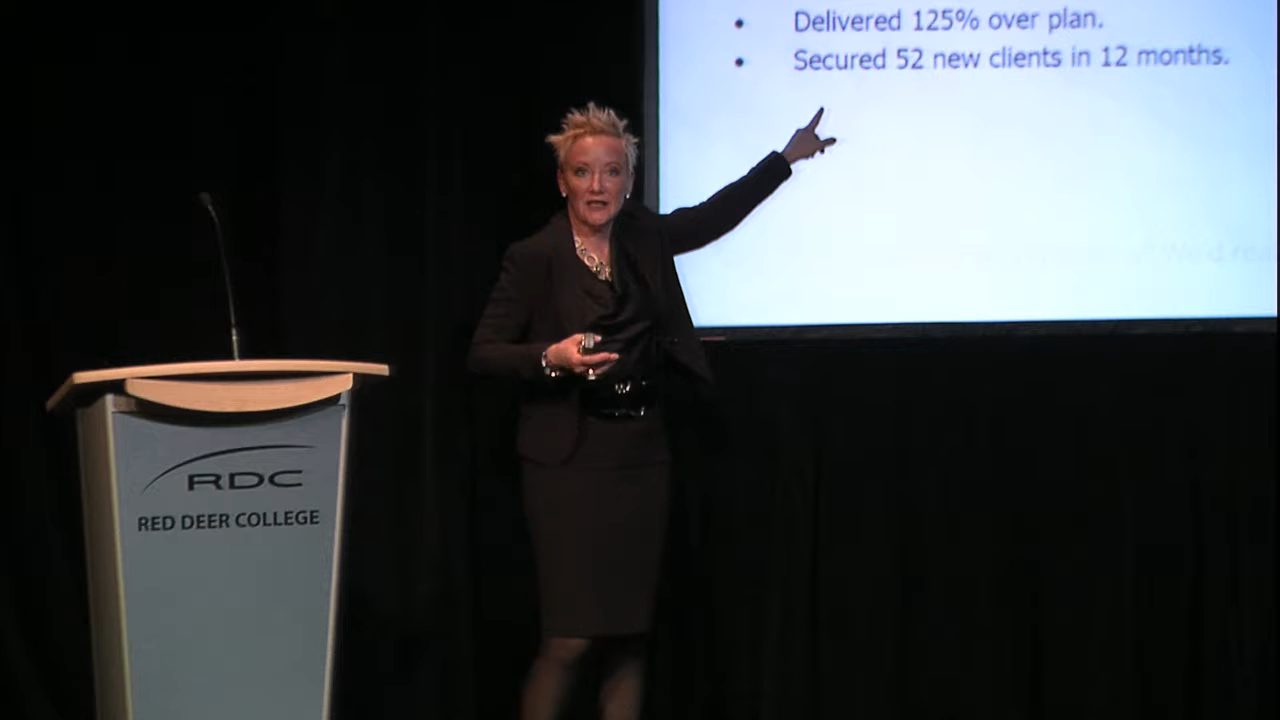 • Delivered 125% over plan.
• Secured 52 new clients in 12 months.
RDC
RED DEER COLLEGE